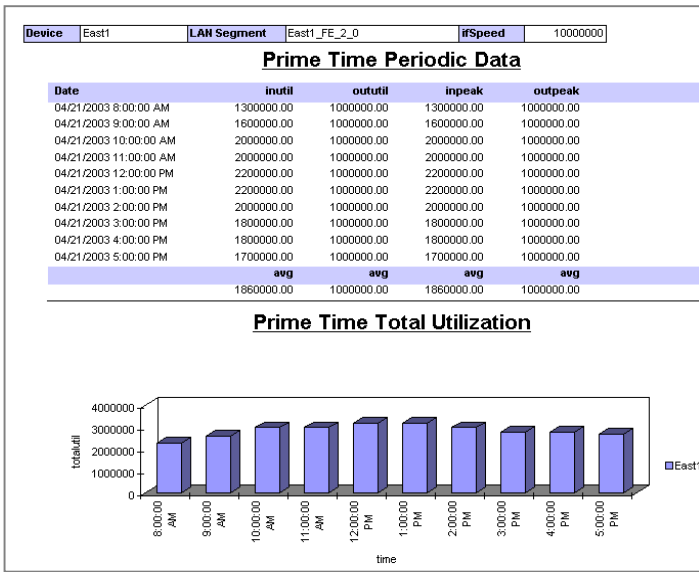 Device East1 LAN Segment East1_FE_2_0 ifSpeed 10000000
Prime Time Periodic Data
Date inutil oututil inpeak outpeak
04/21/2003 8:00:00 AM 1300000.00 1000000.00 1300000.00 1000000.00
04/21/2003 9:00:00 AM 1600000.00 1000000.00 1600000.00 1000000.00
04/21/2003 10:00:00 AM 2000000.00 1000000.00 2000000.00 1000000.00
04/21/2003 11:00:00 AM 2000000.00 1000000.00 2000000.00 1000000.00
04/21/2003 12:00:00 PM 2200000.00 1000000.00 2200000.00 1000000.00
04/21/2003 1:00:00 PM 2200000.00 1000000.00 2200000.00 1000000.00
04/21/2003 2:00:00 PM 2000000.00 1000000.00 2000000.00 1000000.00
04/21/2003 3:00:00 PM 1800000.00 1000000.00 1800000.00 1000000.00
04/21/2003 4:00:00 PM 1800000.00 1000000.00 1800000.00 1000000.00
04/21/2003 5:00:00 PM 1700000.00 1000000.00 1700000.00 1000000.00
avg avg avg avg
1860000.00 1000000.00 1860000.00 1000000.00
Prime Time Total Utilization
4000000
3000000
2000000
1000000
0
totalutil
East1
8:00:00 AM
9:00:00 AM
10:00:00 AM
11:00:00 AM
12:00:00 PM
1:00:00 PM
2:00:00 PM
3:00:00 PM
4:00:00 PM
5:00:00 PM
time